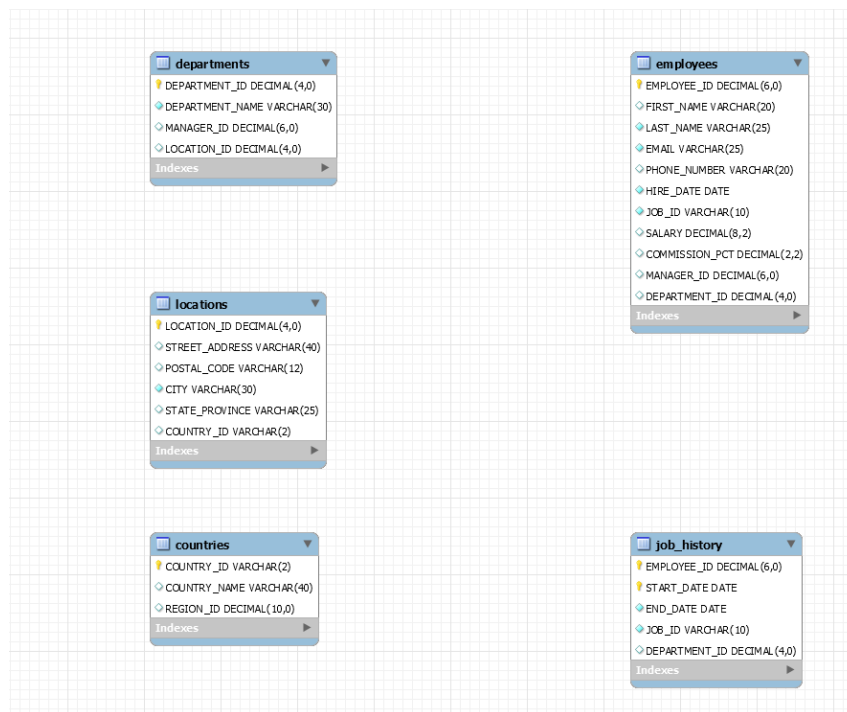 departments
DEPARTMENT_ID DECIMAL(4,0)
DEPARTMENT_NAME VARCHAR(30)
MANAGER_ID DECIMAL(6,0)
LOCATION_ID DECIMAL(4,0)
Indexes
employees
EMPLOYEE_ID DECIMAL(6,0)
FIRST_NAME VARCHAR(20)
LAST_NAME VARCHAR(25)
EMAIL VARCHAR(25)
PHONE_NUMBER VARCHAR(20)
HIRE_DATE DATE
JOB_ID VARCHAR(10)
SALARY DECIMAL(8,2)
COMMISSION_PCT DECIMAL(2,2)
MANAGER_ID DECIMAL(6,0)
DEPARTMENT_ID DECIMAL(4,0)
Indexes
locations
LOCATION_ID DECIMAL(4,0)
STREET_ADDRESS VARCHAR(40)
POSTAL_CODE VARCHAR(12)
CITY VARCHAR(30)
STATE_PROVINCE VARCHAR(25)
COUNTRY_ID VARCHAR(2)
Indexes
countries
COUNTRY_ID VARCHAR(2)
COUNTRY_NAME VARCHAR(40)
REGION_ID DECIMAL(10,0)
Indexes
job_history
EMPLOYEE_ID DECIMAL(6,0)
START_DATE DATE
END_DATE DATE
JOB_ID VARCHAR(10)
DEPARTMENT_ID DECIMAL(4,0)
Indexes